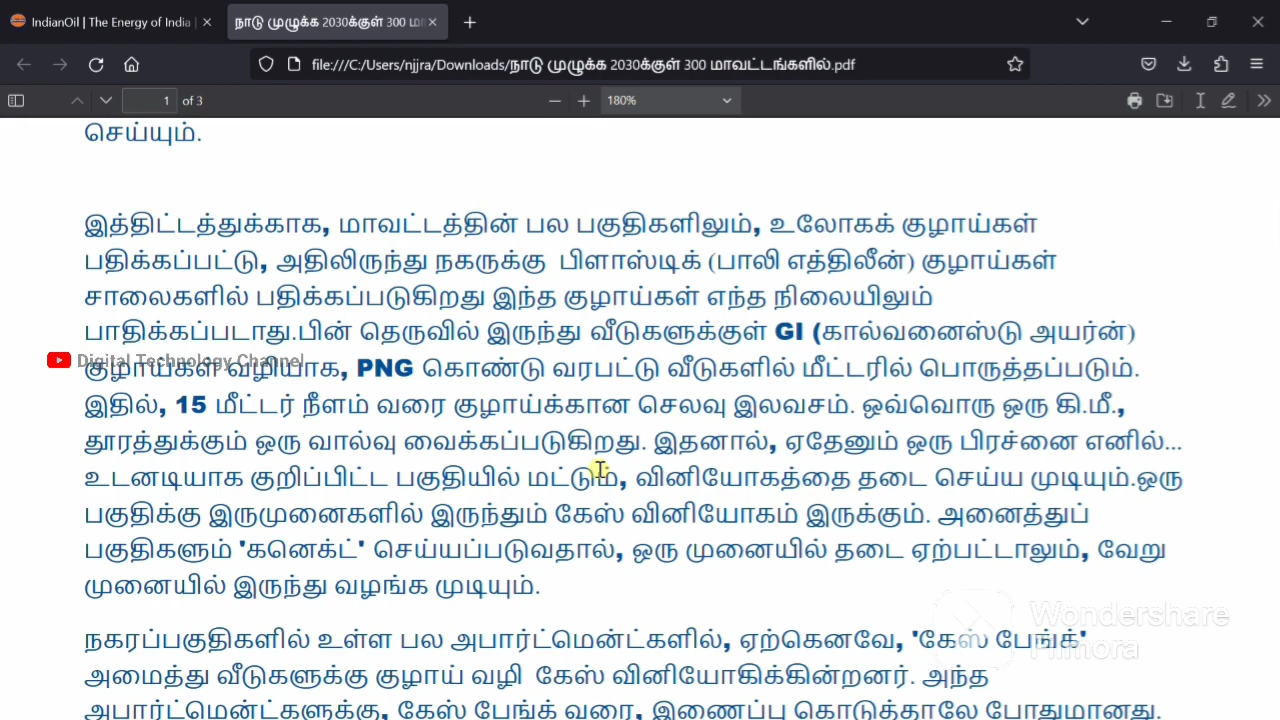 IndianOil | The Energy of India
நாடு முழுக்க 2030க்குள் 300 மா
file:///C:/Users/njjra/Downloads/நாடு முழுக்க 2030க்குள் 300 மாவட்டங்களில்.pdf
1 of 3
180%
செய்யும்.
இத்திட்டத்துக்காக, மாவட்டத்தின் பல பகுதிகளிலும், உலோகக் குழாய்கள்
பதிக்கப்பட்டு, அதிலிருந்து நகருக்கு பிளாஸ்டிக் (பாலி எத்திலீன்) குழாய்கள்
சாலைகளில் பதிக்கப்படுகிறது இந்த குழாய்கள் எந்த நிலையிலும்
பாதிக்கப்படாது.பின் தெருவில் இருந்து வீடுகளுக்குள் GI (கால்வனைஸ்டு அயர்ன்)
Digital Technology Channel
குழாய்கள் வழியாக, PNG கொண்டு வரபட்டு வீடுகளில் மீட்டரில் பொருத்தப்படும்.
இதில், 15 மீட்டர் நீளம் வரை குழாய்க்கான செலவு இலவசம். ஒவ்வொரு ஒரு கி.மீ.,
தூரத்துக்கும் ஒரு வால்வு வைக்கப்படுகிறது. இதனால், ஏதேனும் ஒரு பிரச்னை எனில்...
உடனடியாக குறிப்பிட்ட பகுதியில் மட்டும், வினியோகத்தை தடை செய்ய முடியும்.ஒரு
பகுதிக்கு இருமுனைகளில் இருந்தும் கேஸ் வினியோகம் இருக்கும். அனைத்துப்
பகுதிகளும் 'கனெக்ட்' செய்யப்படுவதால், ஒரு முனையில் தடை ஏற்பட்டாலும், வேறு
முனையில் இருந்து வழங்க முடியும்.
நகரப்பகுதிகளில் உள்ள பல அபார்ட்மென்ட்களில், ஏற்கெனவே, 'கேஸ் பேங்க்'
அமைத்து வீடுகளுக்கு குழாய் வழி கேஸ் வினியோகிக்கின்றனர். அந்த
அபார்ட்மென்ட்களுக்கு, கேஸ் பேங்க் வரை, இணைப்பு கொடுத்தாலே போதுமானது.
Wondershare
Filmora